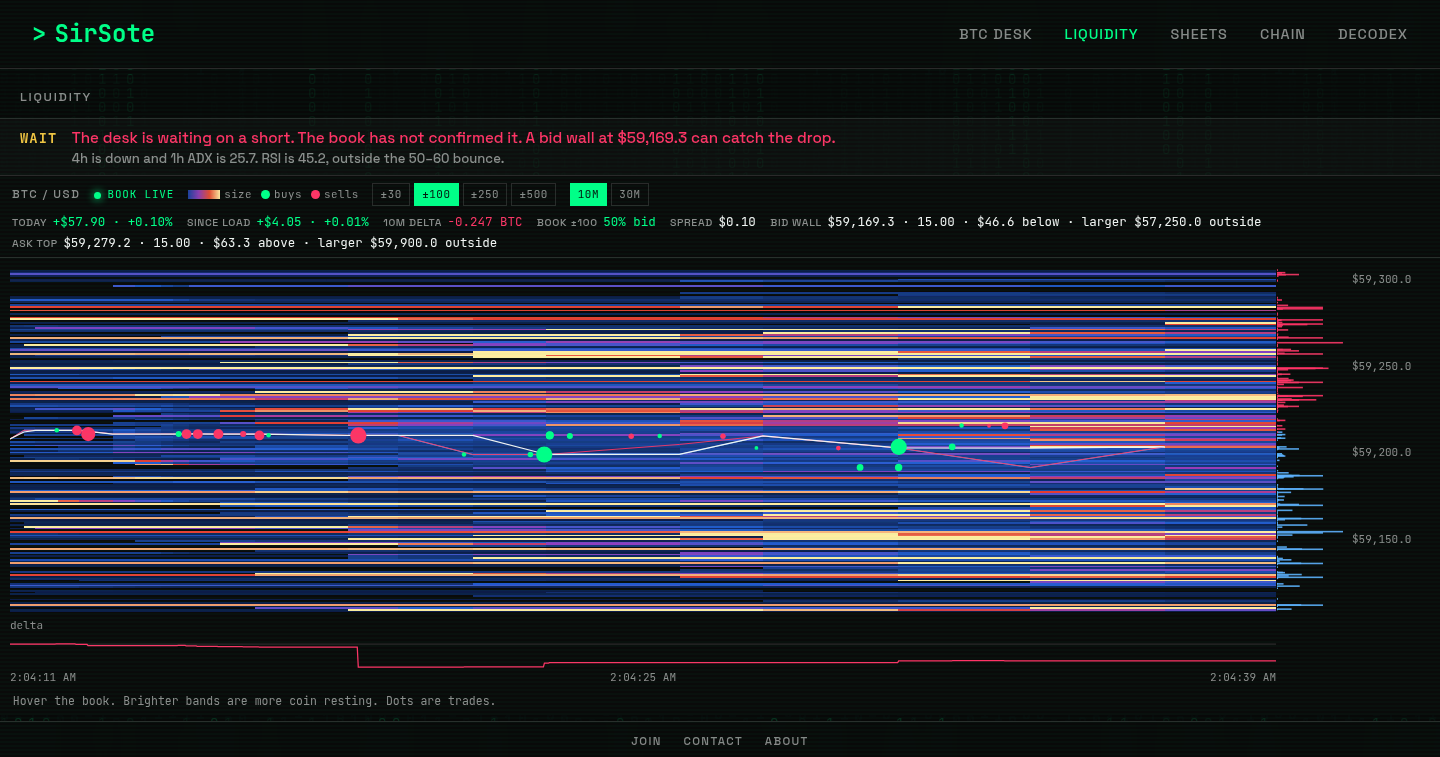 > SirSote
BTC DESK LIQUIDITY SHEETS CHAIN DECODEX
LIQUIDITY
WAIT The desk is waiting on a short. The book has not confirmed it. A bid wall at $59,169.3 can catch the drop.
4h is down and 1h ADX is 25.7. RSI is 45.2, outside the 50–60 bounce.
BTC / USD BOOK LIVE size buys sells ±30 ±100 ±250 ±500 10M 30M
TODAY +$57.90 · +0.10% SINCE LOAD +$4.05 · +0.01% 10M DELTA -0.247 BTC BOOK ±100 50% bid SPREAD $0.10 BID WALL $59,169.3 · 15.00 · $46.6 below · larger $57,250.0 outside
ASK TOP $59,279.2 · 15.00 · $63.3 above · larger $59,900.0 outside
$59,300.0
$59,250.0
$59,200.0
$59,150.0
delta
2:04:11 AM 2:04:25 AM 2:04:39 AM
Hover the book. Brighter bands are more coin resting. Dots are trades.
JOIN CONTACT ABOUT